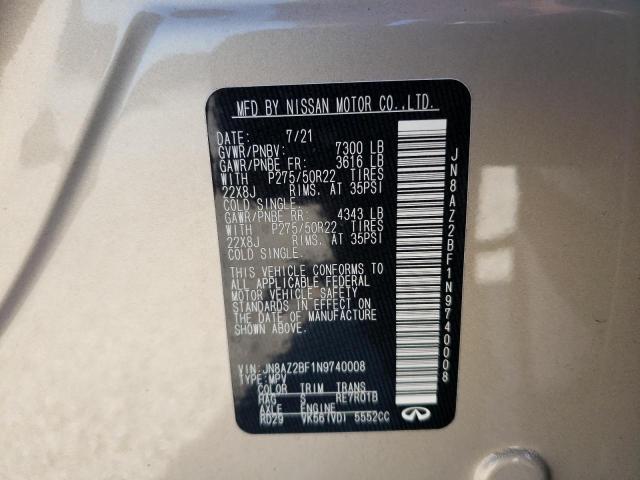 MFD BY NISSAN MOTOR CO.,LTD.
DATE: 7/21
GVWR/PNBV: 7300 LB
GAWR/PNBE FR: 3616 LB
WITH P275/50R22 TIRES
22X8J RIMS. AT 35PSI
COLD SINGLE.
GAWR/PNBE RR: 4343 LB
WITH P275/50R22 TIRES
22X8J RIMS. AT 35PSI
COLD SINGLE.
THIS VEHICLE CONFORMS TO
ALL APPLICABLE FEDERAL
MOTOR VEHICLE SAFETY
STANDARDS IN EFFECT ON
THE DATE OF MANUFACTURE
SHOWN ABOVE.
VIN:JN8AZ2BF1N9740008
TYPE:MPV
COLOR TRIM TRANS
HAG S RE7R01B
AXLE ENGINE
RD29 VK56(VD) 5552CC
JN8AZ2BF1N9740008